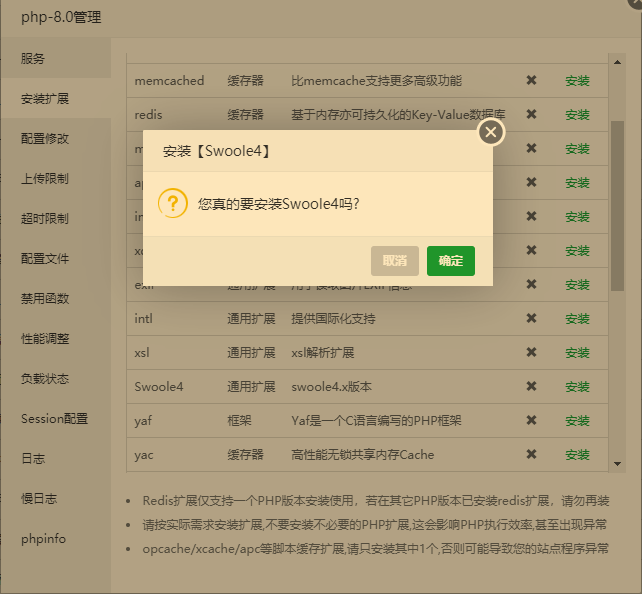 php-8.0管理
服务
安装扩展
配置修改
上传限制
超时限制
配置文件
禁用函数
性能调整
负载状态
Session配置
日志
慢日志
phpinfo
memcached 缓存器 比memcache支持更多高级功能 ✖ 安装
redis 缓存器 基于内存亦可持久化的Key-Value数据库 ✖ 安装
✖ 安装
✖ 安装
✖ 安装
✖ 安装
exif 通用扩展 用于读取图片EXIF信息 ✖ 安装
intl 通用扩展 提供国际化支持 ✖ 安装
xsl 通用扩展 xsl解析扩展 ✖ 安装
Swoole4 通用扩展 swoole4.x版本 ✖ 安装
yaf 框架 Yaf是一个C语言编写的PHP框架 ✖ 安装
yac 缓存器 高性能无锁共享内存Cache ✖ 安装
安装【Swoole4】
您真的要安装Swoole4吗?
取消 确定
• Redis扩展仅支持一个PHP版本安装使用，若在其它PHP版本已安装redis扩展，请勿再装
• 请按实际需求安装扩展,不要安装不必要的PHP扩展,这会影响PHP执行效率,甚至出现异常
• opcache/xcache/apc等脚本缓存扩展,请只安装其中1个,否则可能导致您的站点程序异常